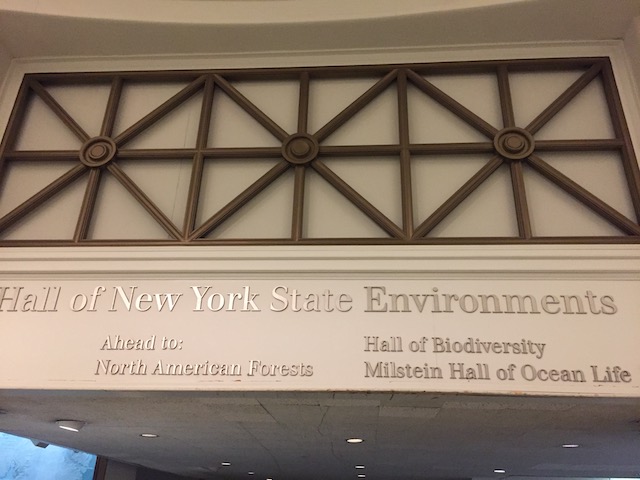 Hall of New York State Environments
Ahead to:
North American Forests
Hall of Biodiversity
Milstein Hall of Ocean Life